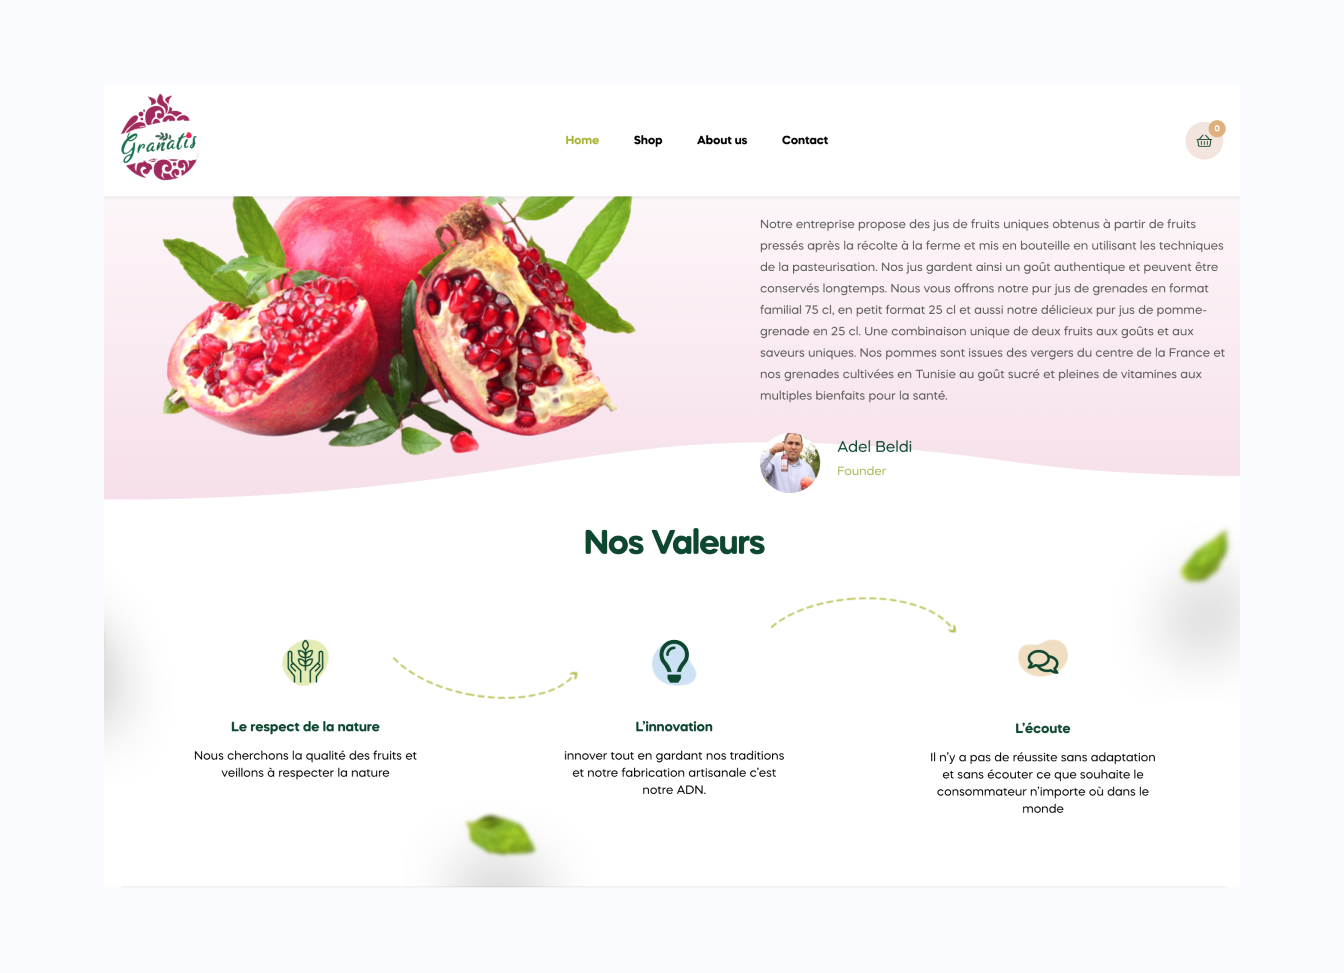 Granatis
Home
Shop
About us
Contact
0
Notre entreprise propose des jus de fruits uniques obtenus à partir de fruits
pressés après la récolte à la ferme et mis en bouteille en utilisant les techniques
de la pasteurisation. Nos jus gardent ainsi un goût authentique et peuvent être
conservés longtemps. Nous vous offrons notre pur jus de grenades en format
familial 75 cl, en petit format 25 cl et aussi notre délicieux pur jus de pomme-
grenade en 25 cl. Une combinaison unique de deux fruits aux goûts et aux
saveurs uniques. Nos pommes sont issues des vergers du centre de la France et
nos grenades cultivées en Tunisie au goût sucré et pleines de vitamines aux
multiples bienfaits pour la santé.
Adel Beldi
Founder
Nos Valeurs
Le respect de la nature
Nous cherchons la qualité des fruits et
veillons à respecter la nature
L'innovation
innover tout en gardant nos traditions
et notre fabrication artisanale c'est
notre ADN.
L'écoute
Il n'y a pas de réussite sans adaptation
et sans écouter ce que souhaite le
consommateur n'importe où dans le
monde